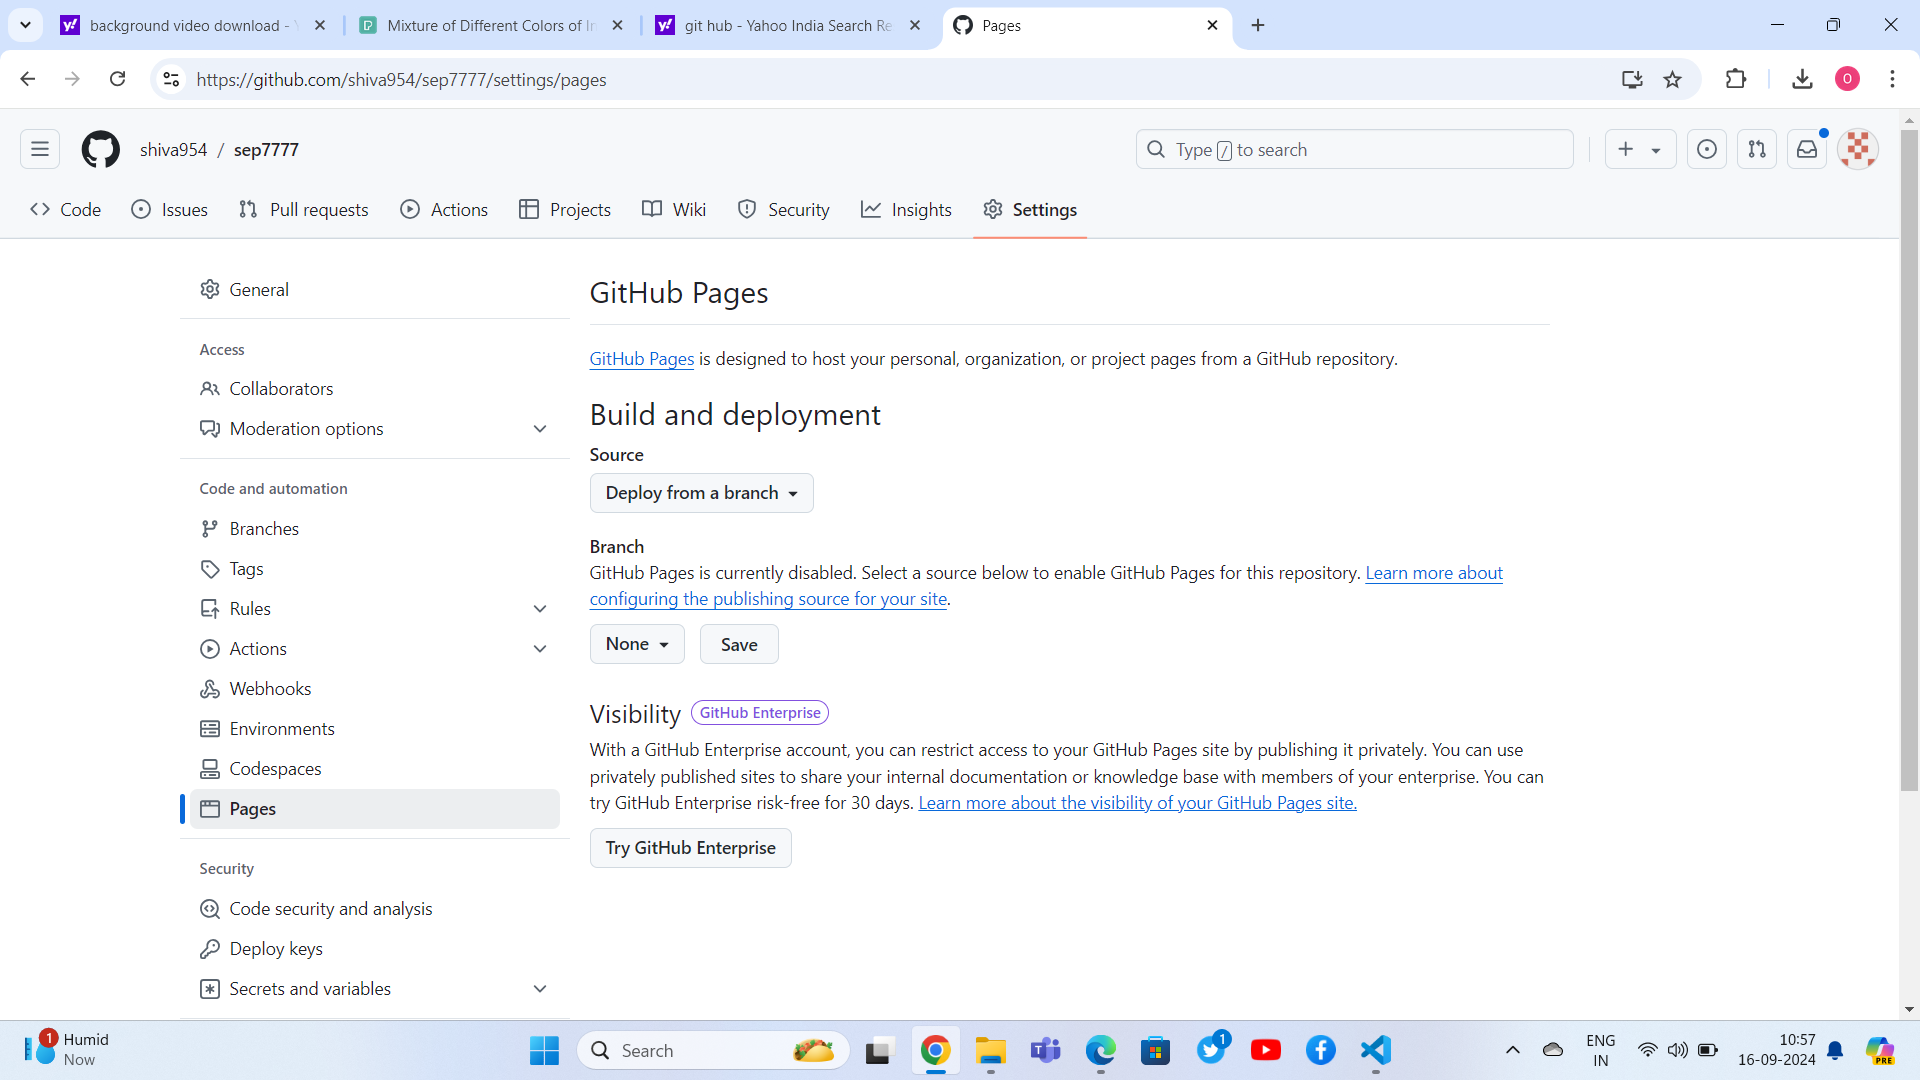 background video download - Y
Mixture of Different Colors of In
git hub - Yahoo India Search Re
Pages
https://github.com/shiva954/sep7777/settings/pages
O
shiva954 / sep7777
Type / to search
Code
Issues
Pull requests
Actions
Projects
Wiki
Security
Insights
Settings
General
Access
Collaborators
Moderation options
Code and automation
Branches
Tags
Rules
Actions
Webhooks
Environments
Codespaces
Pages
Security
Code security and analysis
Deploy keys
Secrets and variables
GitHub Pages
GitHub Pages is designed to host your personal, organization, or project pages from a GitHub repository.
Build and deployment
Source
Deploy from a branch
Branch
GitHub Pages is currently disabled. Select a source below to enable GitHub Pages for this repository. Learn more about
configuring the publishing source for your site.
None
Save
Visibility GitHub Enterprise
With a GitHub Enterprise account, you can restrict access to your GitHub Pages site by publishing it privately. You can use
privately published sites to share your internal documentation or knowledge base with members of your enterprise. You can
try GitHub Enterprise risk-free for 30 days. Learn more about the visibility of your GitHub Pages site.
Try GitHub Enterprise
1
Humid
Now
Search
1
ENG
IN
10:57
16-09-2024
PRE